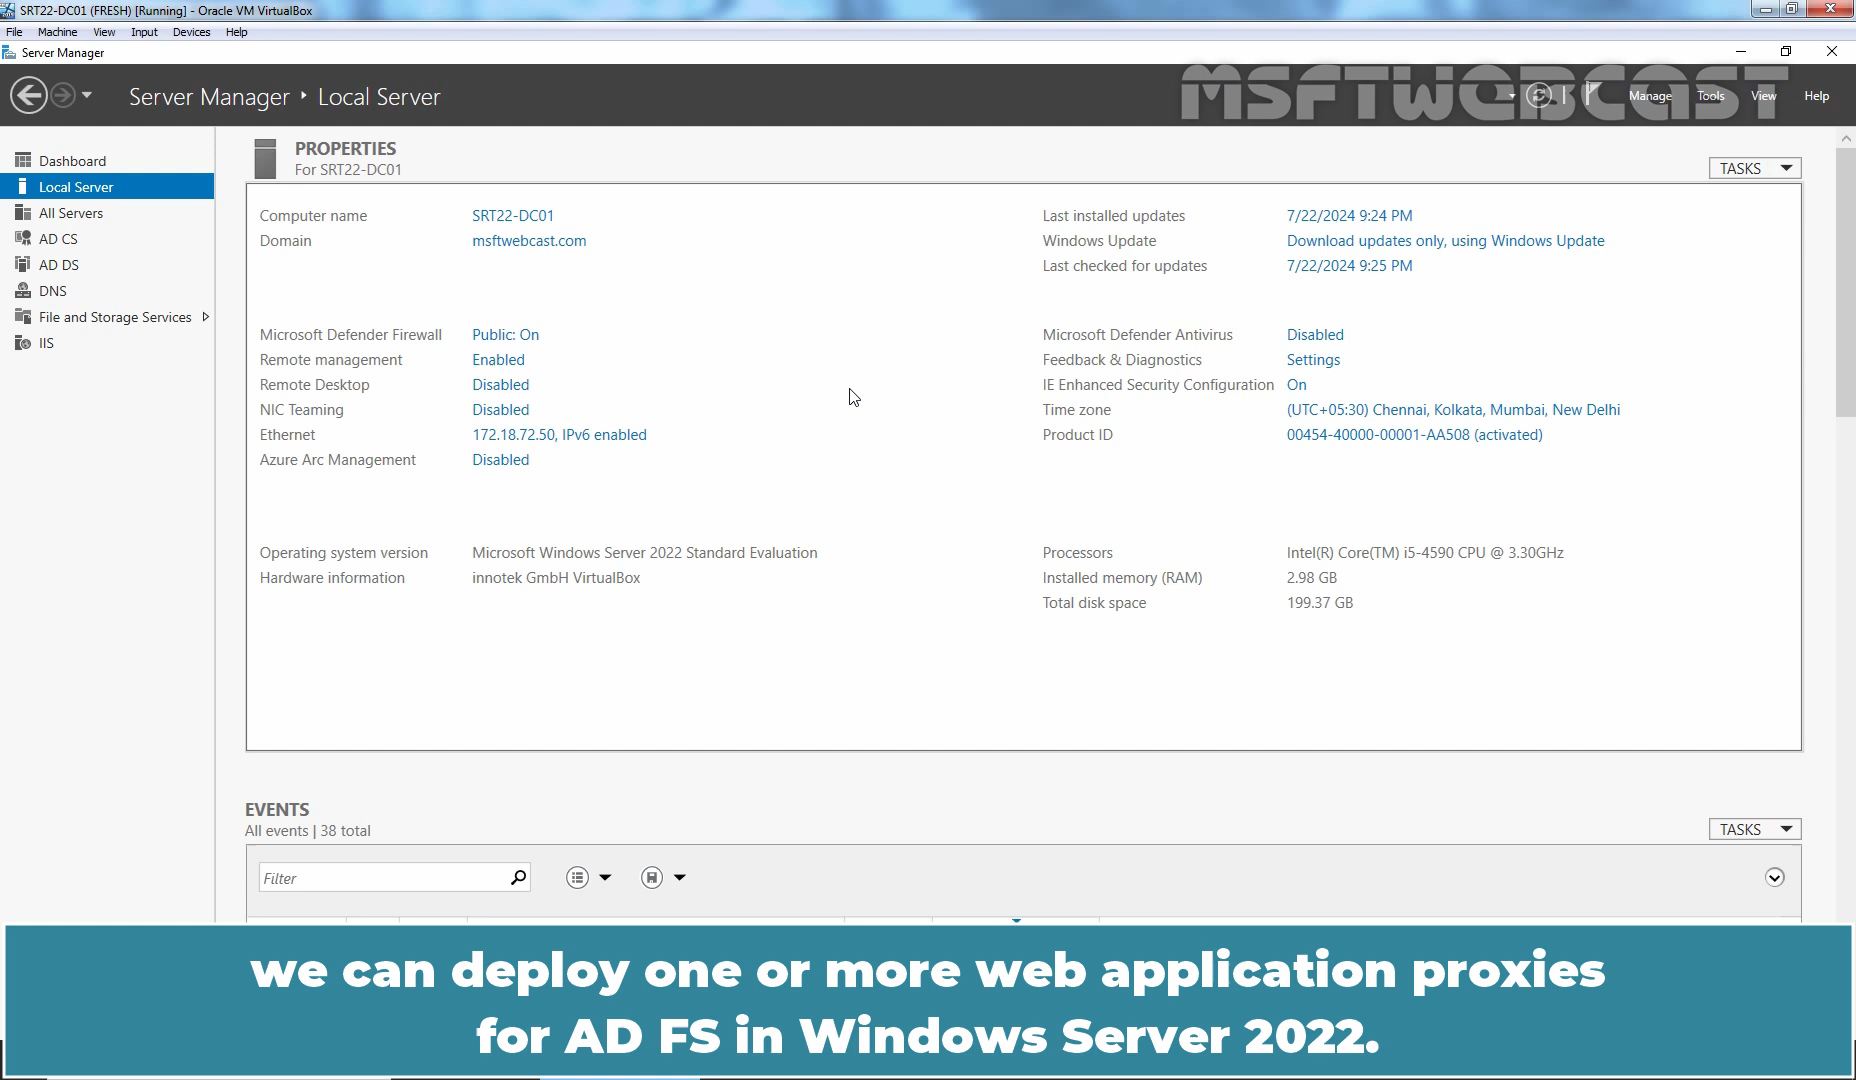 SRT22-DC01 (FRESH) [Running] - Oracle VM VirtualBox
File Machine View Input Devices Help
Server Manager
Server Manager ‣ Local Server
MSFTWEBCAST
Manage Tools View Help
Dashboard
Local Server
All Servers
AD CS
AD DS
DNS
File and Storage Services
IIS
PROPERTIES
For SRT22-DC01
TASKS
Computer name SRT22-DC01
Domain msftwebcast.com
Last installed updates 7/22/2024 9:24 PM
Windows Update Download updates only, using Windows Update
Last checked for updates 7/22/2024 9:25 PM
Microsoft Defender Firewall Public: On
Remote management Enabled
Remote Desktop Disabled
NIC Teaming Disabled
Ethernet 172.18.72.50, IPv6 enabled
Azure Arc Management Disabled
Microsoft Defender Antivirus Disabled
Feedback & Diagnostics Settings
IE Enhanced Security Configuration On
Time zone (UTC+05:30) Chennai, Kolkata, Mumbai, New Delhi
Product ID 00454-40000-00001-AA508 (activated)
Operating system version Microsoft Windows Server 2022 Standard Evaluation
Hardware information innotek GmbH VirtualBox
Processors Intel(R) Core(TM) i5-4590 CPU @ 3.30GHz
Installed memory (RAM) 2.98 GB
Total disk space 199.37 GB
EVENTS
All events | 38 total
TASKS
Filter
we can deploy one or more web application proxies
for AD FS in Windows Server 2022.